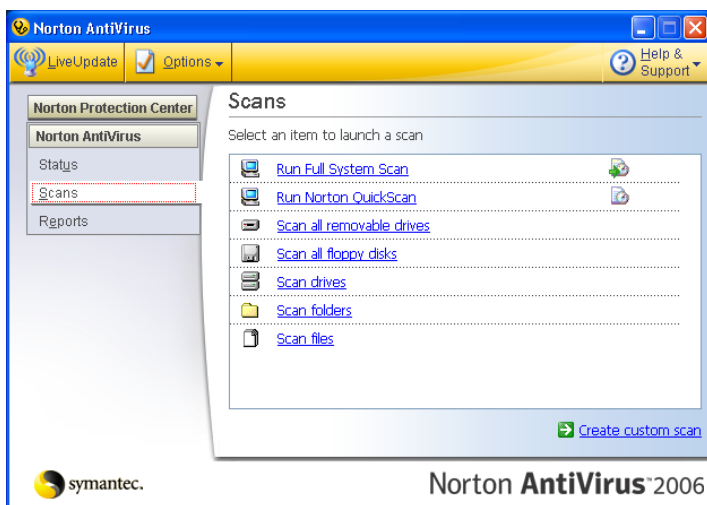 Norton AntiVirus
LiveUpdate
Options
Help &
Support
Norton Protection Center
Norton AntiVirus
Status
Scans
Reports
Scans
Select an item to launch a scan
Run Full System Scan
Run Norton QuickScan
Scan all removable drives
Scan all floppy disks
Scan drives
Scan folders
Scan files
Create custom scan
symantec.
Norton AntiVirus™2006